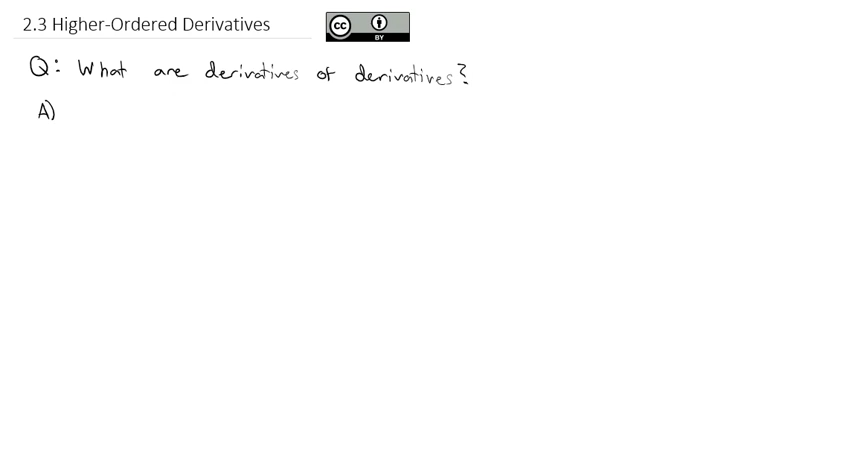 2.3 Higher-Ordered Derivatives
CC BY
Q: What are derivatives of derivatives?
A)